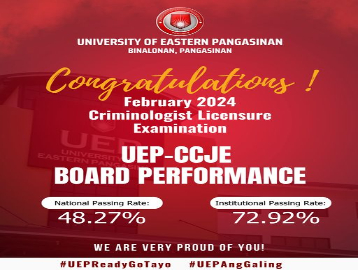 UNIVERSITY OF EASTERN PANGASINAN
BINALONAN, PANGASINAN
Congratulations !
February 2024
Criminologist Licensure
Examination
UEP-CCJE
BOARD PERFORMANCE
National Passing Rate:
48.27%
Institutional Passing Rate:
72.92%
WE ARE VERY PROUD OF YOU!
#UEPReadyGoTayo #UEPAngGaling